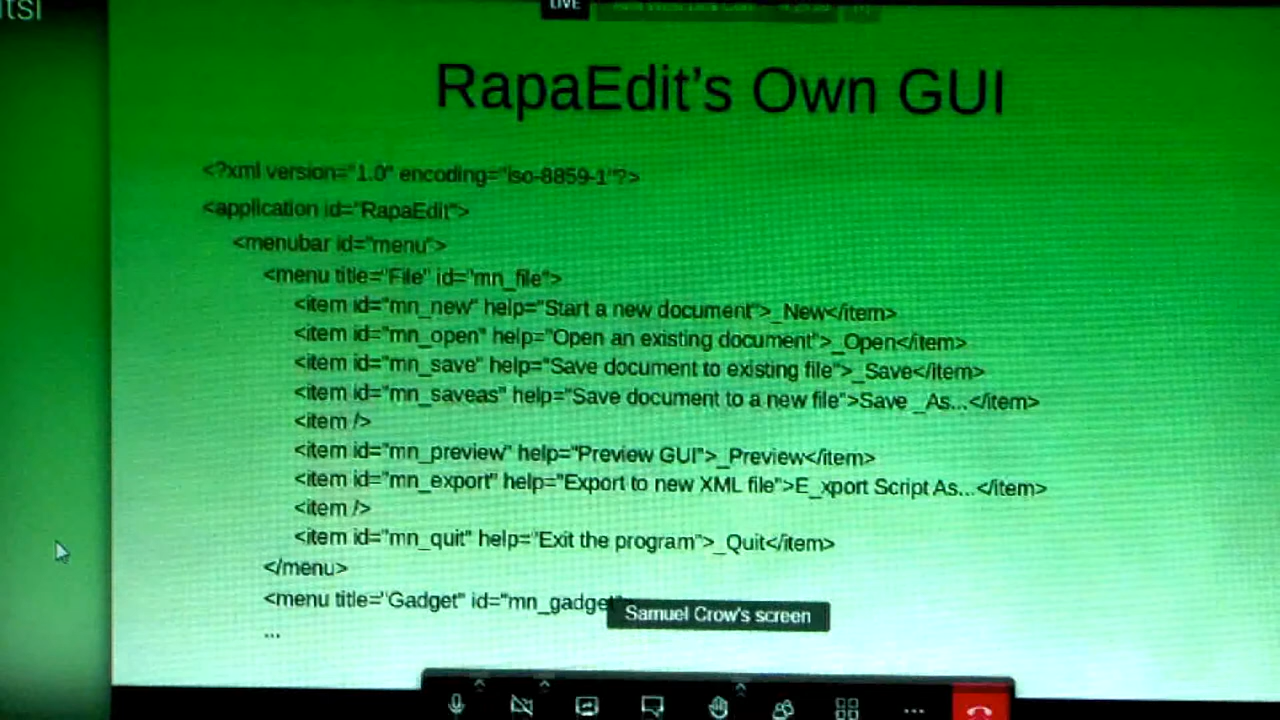 LIVE
RapaEdit's Own GUI
<?xml version="1.0" encoding="iso-8859-1"?>
<application id="RapaEdit">
<menubar id="menu">
<menu title="File" id="mn_file">
<item id="mn_new" help="Start a new document">_New</item>
<item id="mn_open" help="Open an existing document">_Open</item>
<item id="mn_save" help="Save document to existing file">_Save</item>
<item id="mn_saveas" help="Save document to a new file">Save _As...</item>
<item />
<item id="mn_preview" help="Preview GUI">_Preview</item>
<item id="mn_export" help="Export to new XML file">E_xport Script As...</item>
<item />
<item id="mn_quit" help="Exit the program">_Quit</item>
</menu>
<menu title="Gadget" id="mn_gadget
...
Samuel Crow's screen